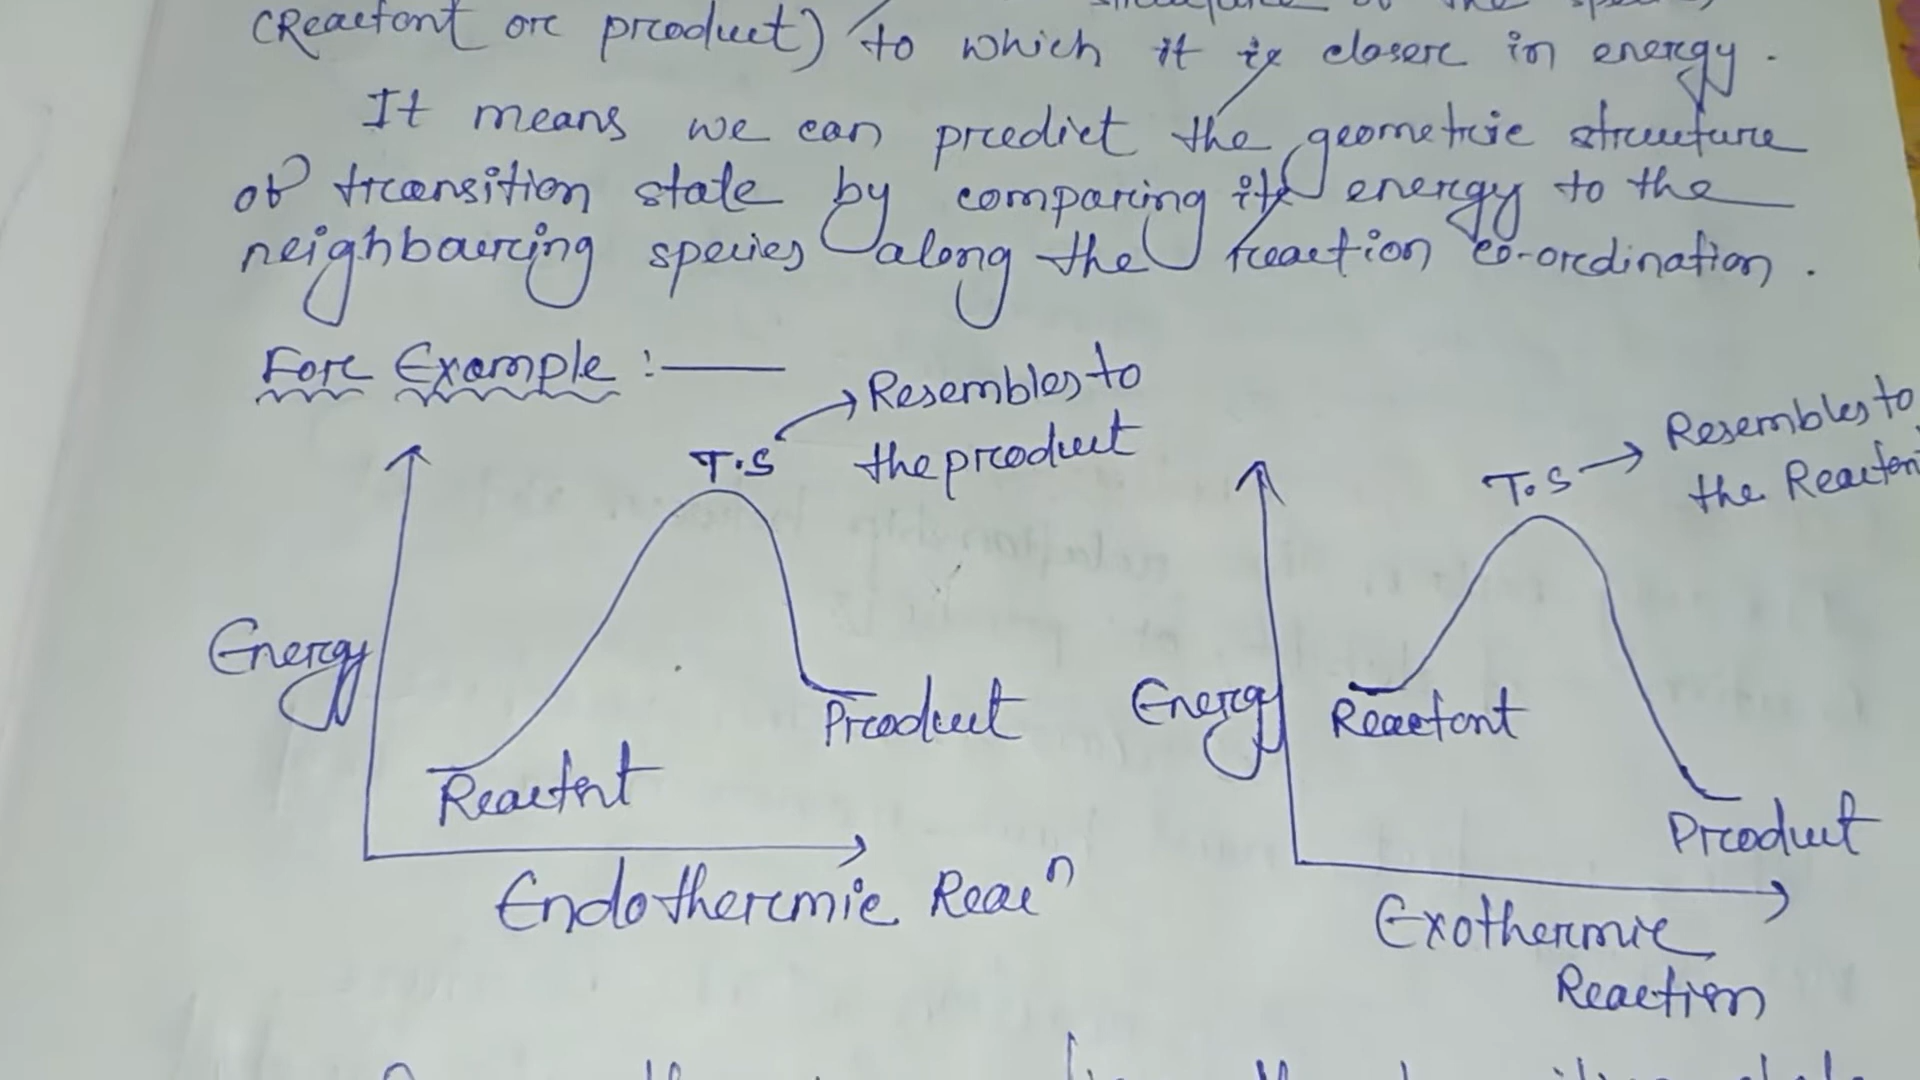 (Reactant or product) to which it is closer in energy.
It means we can predict the geometric structure
of transition state by comparing its energy to the
neighbouring species along the reaction co-ordination.
For Example :—
T.S → Resembles to
the product
Energy
Reactant
Product
Endothermic Reacn
T.S → Resembles to
the Reactant
Energy
Reactant
Product
Exothermic
Reaction